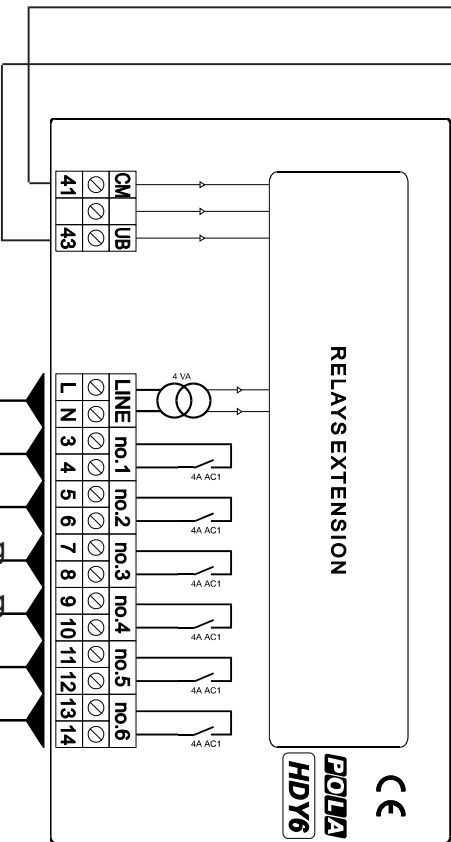 41 CM
43 UB
4 VA
L LINE
N
3 no.1
4
4A AC1
5 no.2
6
4A AC1
7 no.3
8
4A AC1
9 no.4
10
4A AC1
11 no.5
12
4A AC1
13 no.6
14
4A AC1
RELAYS EXTENSION
CE
POLA
HDY6